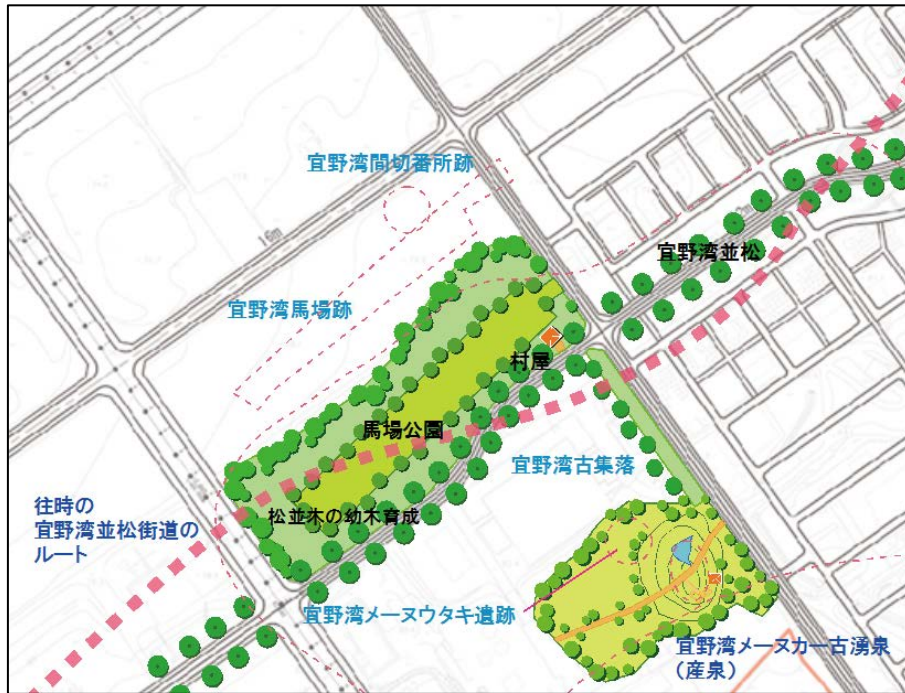 宜野湾間切番所跡
16m
宜野湾並松
宜野湾馬場跡
村屋
馬場公園
宜野湾古集落
往時の
宜野湾並松街道の
ルート
松並木の幼木育成
宜野湾メーヌウタキ遺跡
宜野湾メーヌカー古湧泉
(産泉)